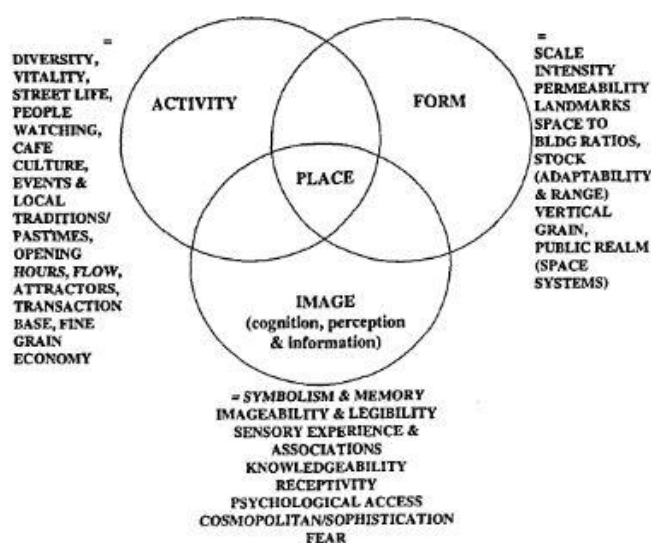 =
DIVERSITY,
VITALITY,
STREET LIFE,
PEOPLE
WATCHING,
CAFE
CULTURE,
EVENTS &
LOCAL
TRADITIONS/
PASTIMES,
OPENING
HOURS, FLOW,
ATTRACTORS,
TRANSACTION
BASE, FINE
GRAIN
ECONOMY
ACTIVITY
FORM
PLACE
IMAGE
(cognition, perception
& information)
=
SCALE
INTENSITY
PERMEABILITY
LANDMARKS
SPACE TO
BLDG RATIOS,
STOCK
(ADAPTABILITY
& RANGE)
VERTICAL
GRAIN,
PUBLIC REALM
(SPACE
SYSTEMS)
= SYMBOLISM & MEMORY
IMAGEABILITY & LEGIBILITY
SENSORY EXPERIENCE &
ASSOCIATIONS
KNOWLEDGEABILITY
RECEPTIVITY
PSYCHOLOGICAL ACCESS
COSMOPOLITAN/SOPHISTICATION
FEAR